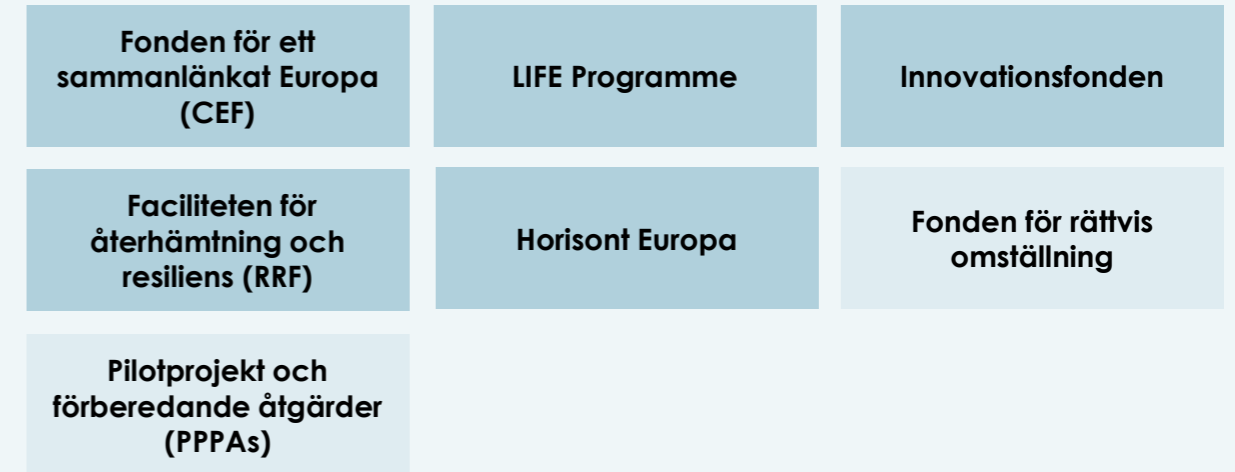 Fonden för ett
sammanlänkat Europa
(CEF)
LIFE Programme
Innovationsfonden
Faciliteten för
återhämtning och
resiliens (RRF)
Horisont Europa
Fonden för rättvis
omställning
Pilotprojekt och
förberedande åtgärder
(PPPAs)